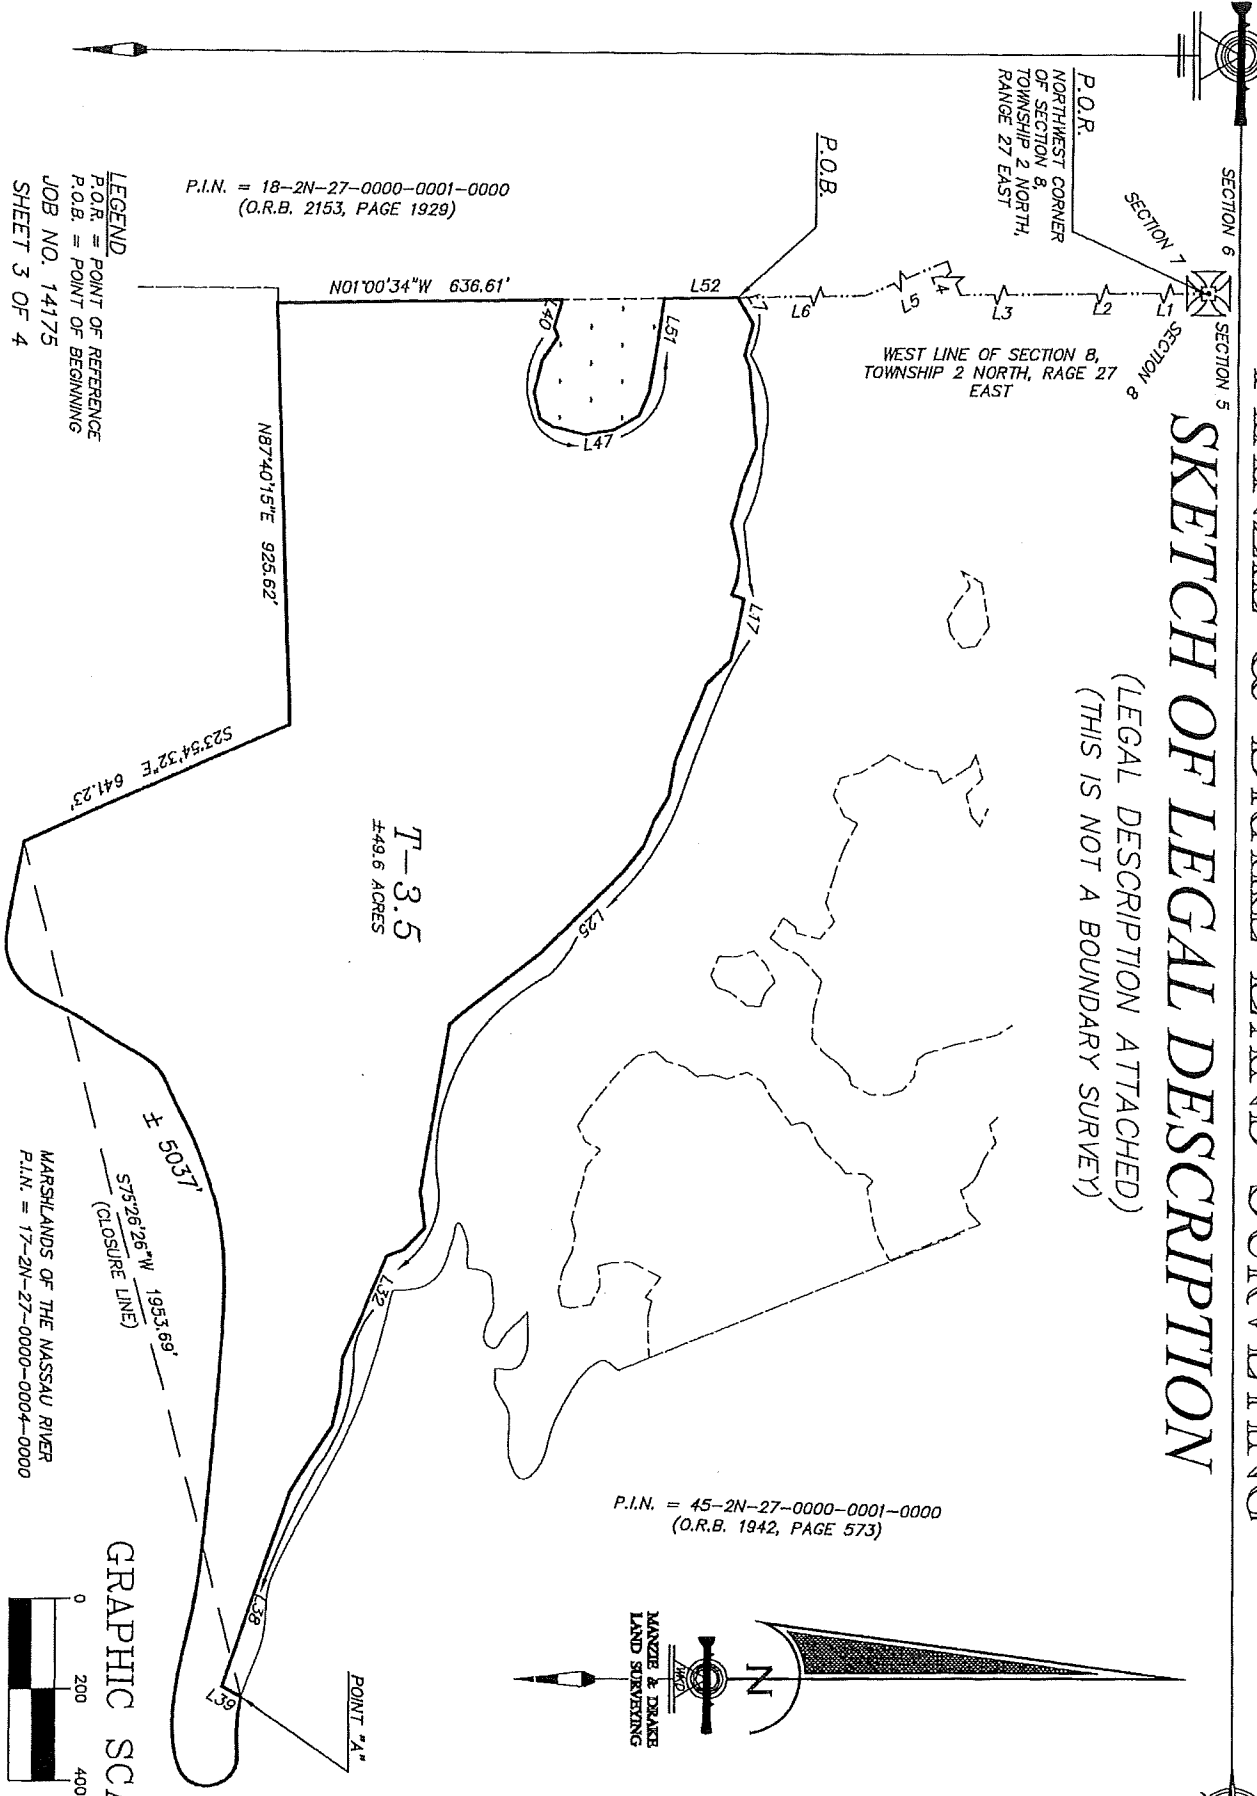 SKETCH OF LEGAL DESCRIPTION
(LEGAL DESCRIPTION ATTACHED)
(THIS IS NOT A BOUNDARY SURVEY)
SECTION 6
SECTION 5
SECTION 7
SECTION 8
P.O.R.
NORTHWEST CORNER
OF SECTION 8,
TOWNSHIP 2 NORTH,
RANGE 27 EAST
L1
L2
L3
L4
L5
L6
L7
WEST LINE OF SECTION 8,
TOWNSHIP 2 NORTH, RAGE 27
EAST
P.O.B.
L52
L51
L47
L40
L17
L25
L32
L38
L39
P.I.N. = 18-2N-27-0000-0001-0000
(O.R.B. 2153, PAGE 1929)
N01°00'34"W 636.61'
N87°40'15"E 925.62'
S23°54'32"E 641.23'
T-3.5
±49.6 ACRES
± 5037'
S75°26'26"W 1953.69'
(CLOSURE LINE)
MARSHLANDS OF THE NASSAU RIVER
P.I.N. = 17-2N-27-0000-0004-0000
P.I.N. = 45-2N-27-0000-0001-0000
(O.R.B. 1942, PAGE 573)
POINT "A"
N
MANZIE & DRAKE
LAND SURVEYING
LEGEND
P.O.R. = POINT OF REFERENCE
P.O.B. = POINT OF BEGINNING
JOB NO. 14175
SHEET 3 OF 4
GRAPHIC
0 200 400